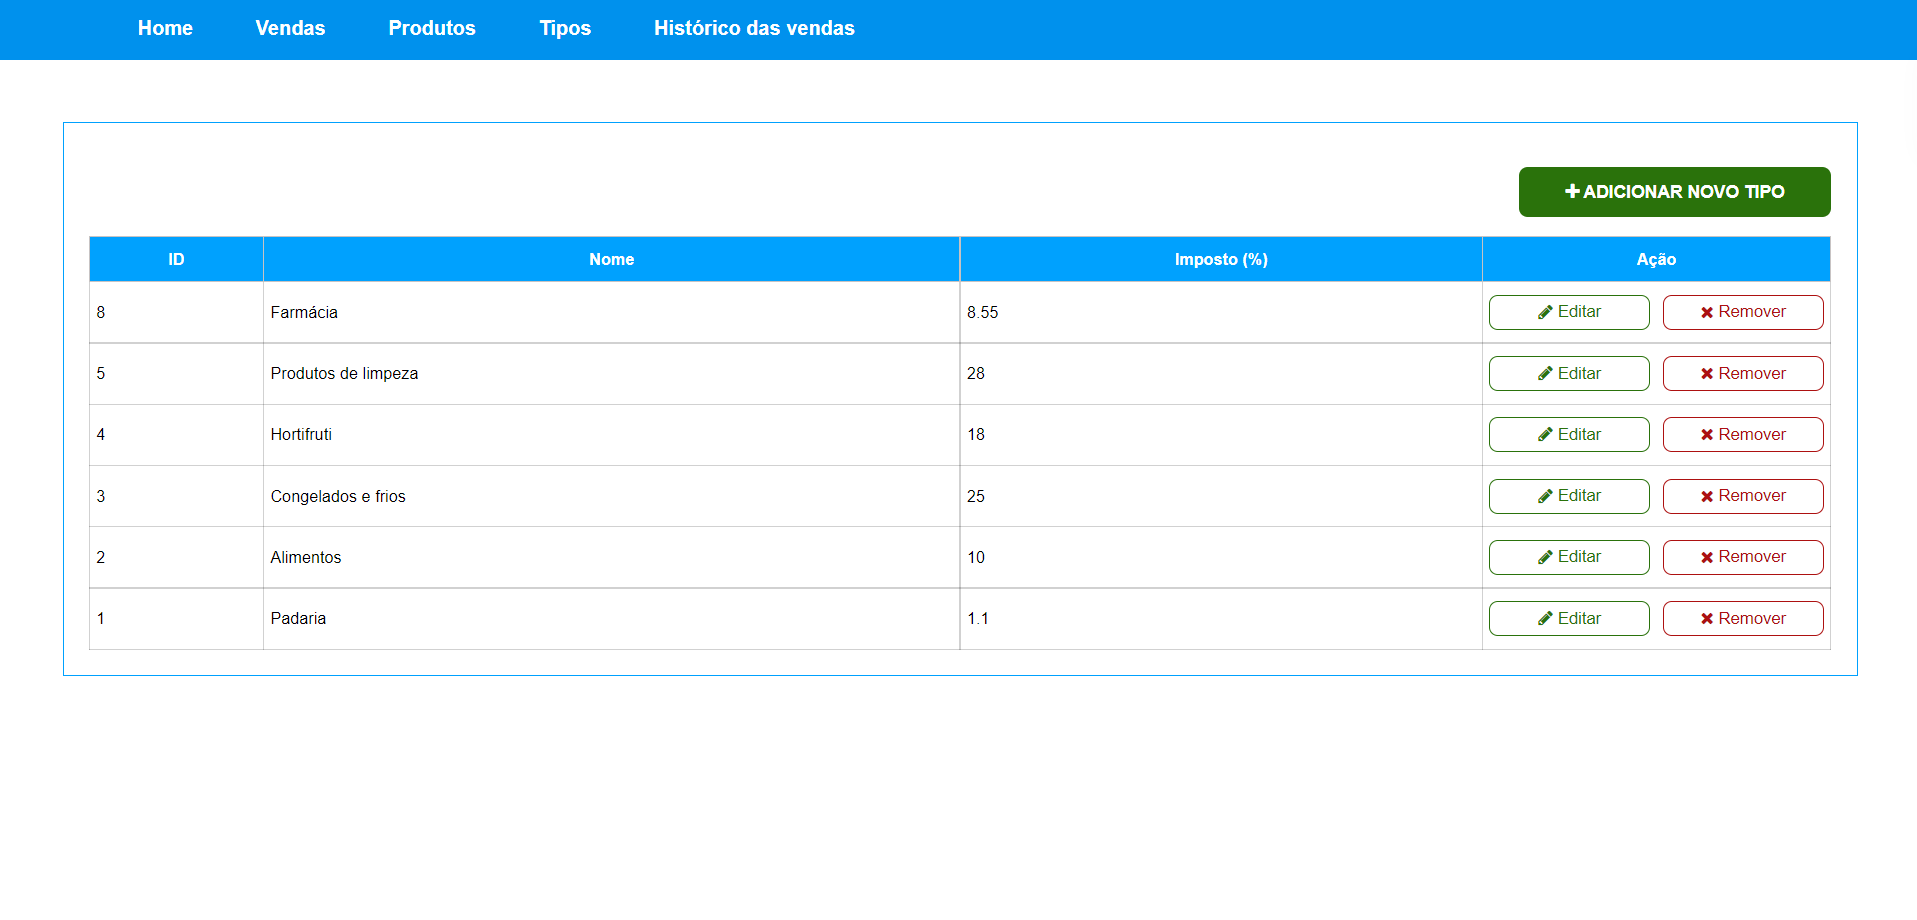 Home Vendas Produtos Tipos Histórico das vendas
ADICIONAR NOVO TIPO
ID Nome Imposto (%) Ação
8 Farmácia 8.55 Editar Remover
5 Produtos de limpeza 28 Editar Remover
4 Hortifruti 18 Editar Remover
3 Congelados e frios 25 Editar Remover
2 Alimentos 10 Editar Remover
1 Padaria 1.1 Editar Remover